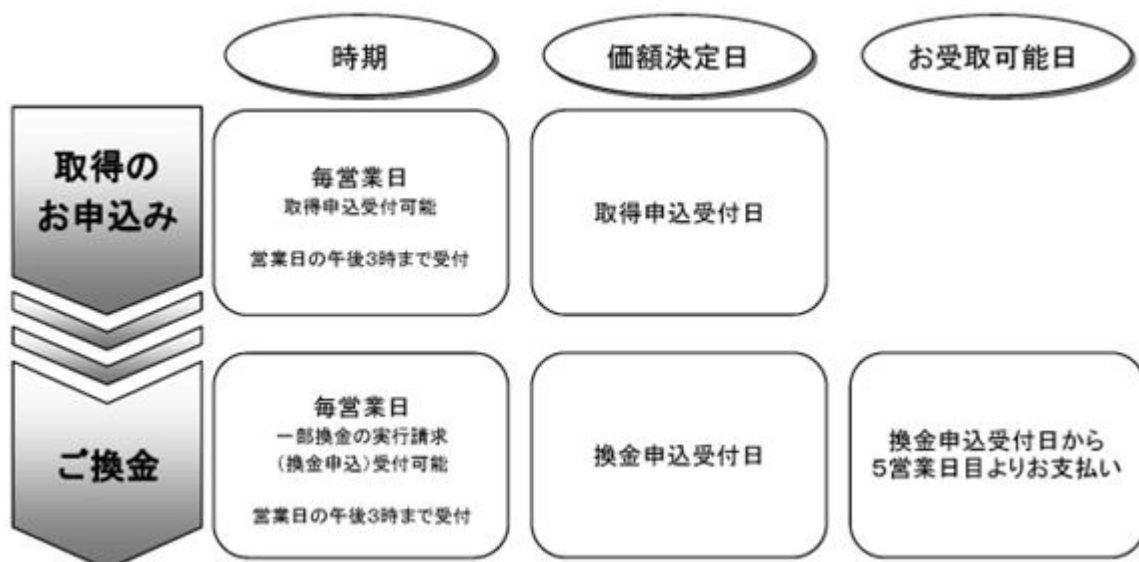 時期
価額決定日
お受取可能日
取得の
お申込み
毎営業日
取得申込受付可能
営業日の午後3時まで受付
取得申込受付日
ご換金
毎営業日
一部換金の実行請求
(換金申込)受付可能
営業日の午後3時まで受付
換金申込受付日
換金申込受付日から
5営業日目よりお支払い